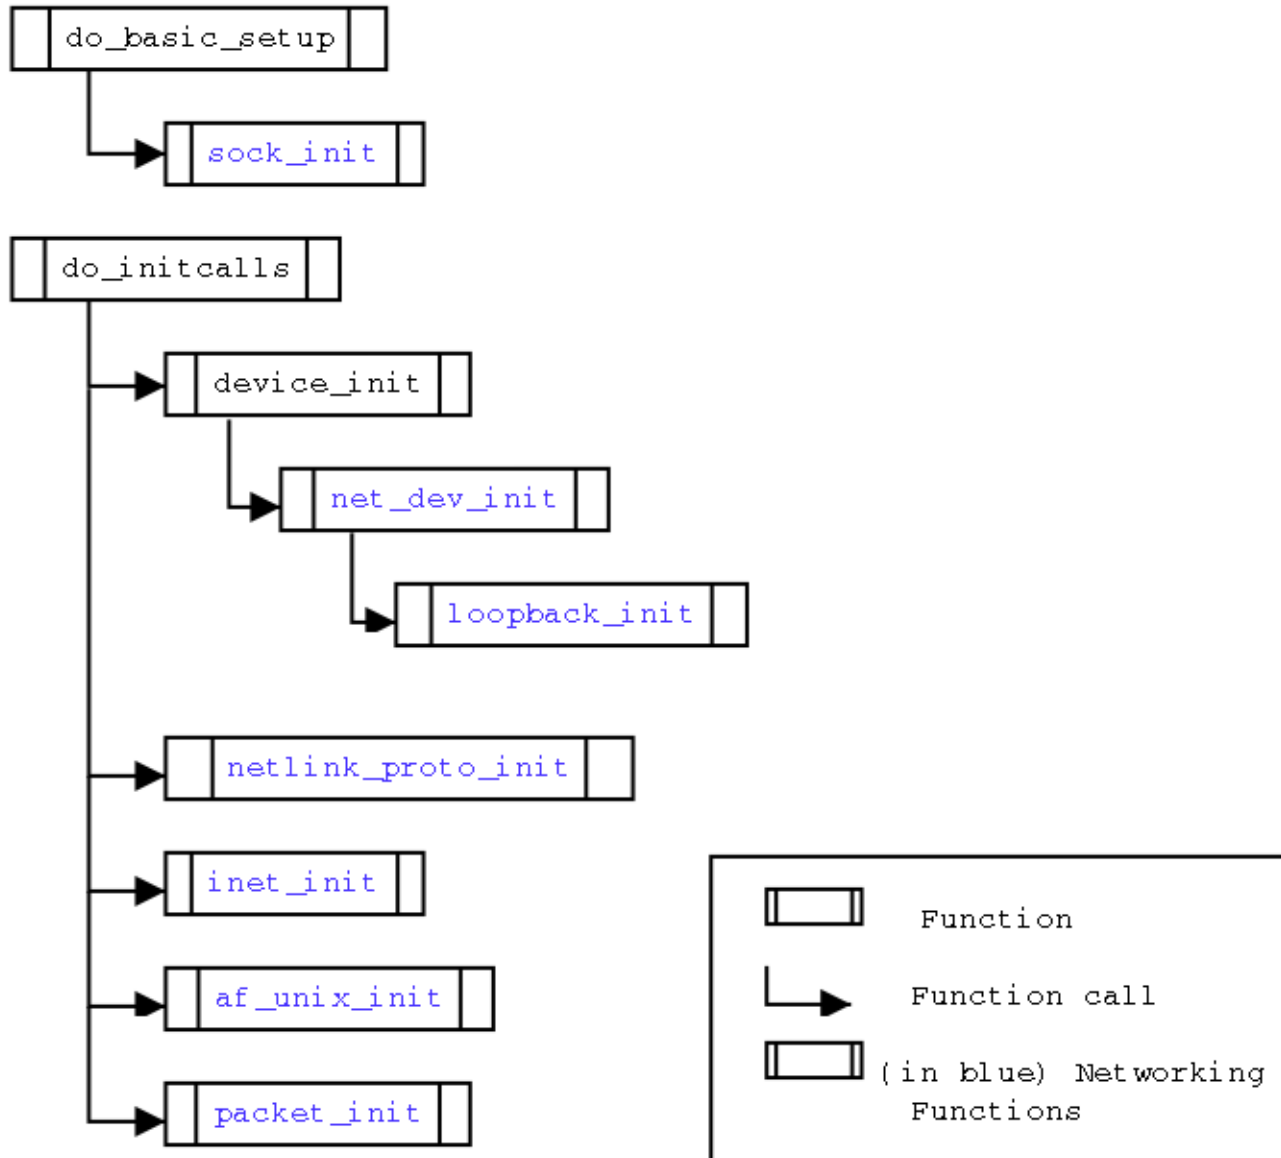 do_basic_setup
sock_init
do_initcalls
device_init
net_dev_init
loopback_init
netlink_proto_init
inet_init
af_unix_init
packet_init
Function
Function call
(in blue) Networking
Functions